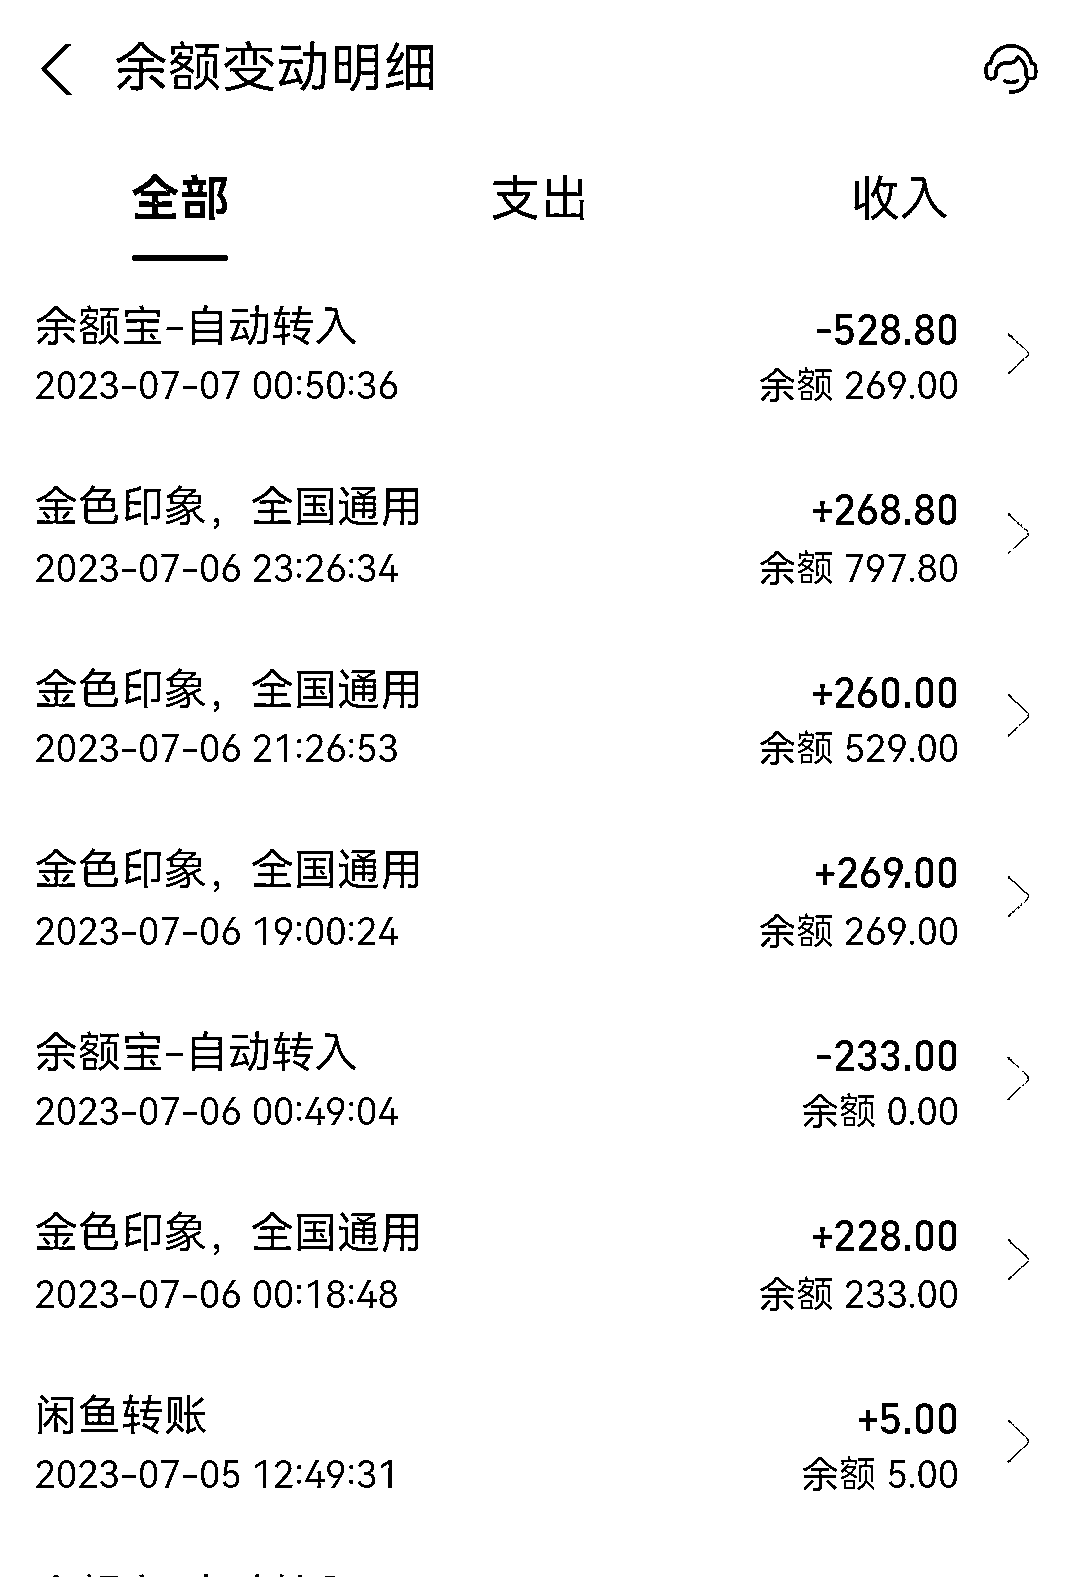 余额变动明细
全部 支出 收入
余额宝-自动转入 -528.80
2023-07-07 00:50:36 余额 269.00
金色印象，全国通用 +268.80
2023-07-06 23:26:34 余额 797.80
金色印象，全国通用 +260.00
2023-07-06 21:26:53 余额 529.00
金色印象，全国通用 +269.00
2023-07-06 19:00:24 余额 269.00
余额宝-自动转入 -233.00
2023-07-06 00:49:04 余额 0.00
金色印象，全国通用 +228.00
2023-07-06 00:18:48 余额 233.00
闲鱼转账 +5.00
2023-07-05 12:49:31 余额 5.00